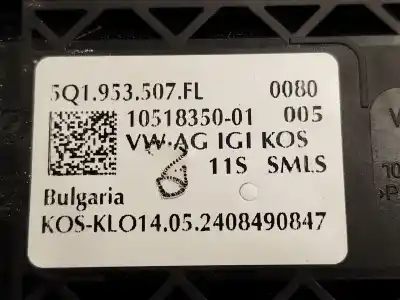 5Q1.953.507.FL 0080
10518350-01 005
VW-AG IGI KOS
11S SMLS
Bulgaria
KOS-KLO14.05.2408490847